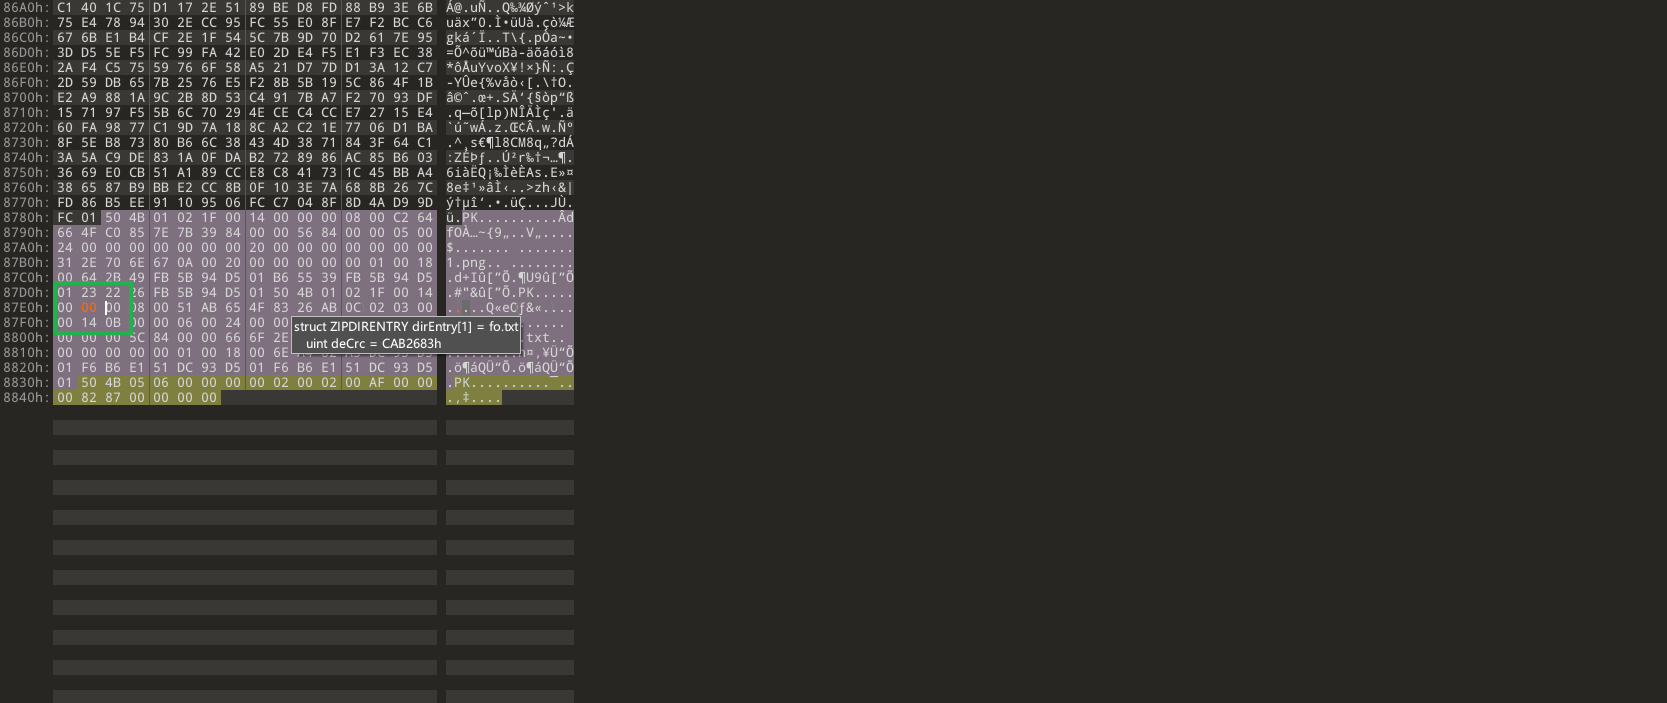 86A0h: C1 40 1C 75 D1 17 2E 51 89 BE D8 FD 88 B9 3E 6B Á@.uÑ..Q‰¾Øýˆ¹>k
86B0h: 75 E4 78 94 30 2E CC 95 FC 55 E0 8F E7 F2 BC C6 uäx”0.Ì•üUà.çò¼Æ
86C0h: 67 6B E1 B4 CF 2E 1F 54 5C 7B 9D 70 D2 61 7E 95 gká´Ï..T\{.pÒa~•
86D0h: 3D D5 5E F5 FC 99 FA 42 E0 2D E4 F5 E1 F3 EC 38 =Õ^õü™úBà-äõáóì8
86E0h: 2A F4 C5 75 59 76 6F 58 A5 21 D7 7D D1 3A 12 C7 *ôÅuYvoX¥!×}Ñ:.Ç
86F0h: 2D 59 DB 65 7B 25 76 E5 F2 8B 5B 19 5C 86 4F 1B -YÛe{%våò‹[.\†O.
8700h: E2 A9 88 1A 9C 2B 8D 53 C4 91 7B A7 F2 70 93 DF â©ˆ.œ+.SÄ‘{§òp“ß
8710h: 15 71 97 F5 5B 6C 70 29 4E CE C4 CC E7 27 15 E4 .q—õ[lp)NÎÄÌç'.ä
8720h: 60 FA 98 77 C1 9D 7A 18 8C A2 C2 1E 77 06 D1 BA `ú˜wÁ.z.Œ¢Â.w.Ñº
8730h: 8F 5E B8 73 80 B6 6C 38 43 4D 38 71 84 3F 64 C1 .^¸s€¶l8CM8q„?dÁ
8740h: 3A 5A C9 DE 83 1A 0F DA B2 72 89 86 AC 85 B6 03 :ZÉÞƒ..Ú²r‰†¬…¶.
8750h: 36 69 E0 CB 51 A1 89 CC E8 C8 41 73 1C 45 BB A4 6iàËQ¡‰ÌèÈAs.E»¤
8760h: 38 65 87 B9 BB E2 CC 8B 0F 10 3E 7A 68 8B 26 7C 8e‡¹»âÌ‹..>zh‹&|
8770h: FD 86 B5 EE 91 10 95 06 FC C7 04 8F 8D 4A D9 9D ý†µî‘.•.üÇ...JÙ.
8780h: FC 01 50 4B 01 02 1F 00 14 00 00 00 08 00 C2 64 ü.PK..........Âd
8790h: 66 4F C0 85 7E 7B 39 84 00 00 56 84 00 00 05 00 fOÀ…~{9„..V„....
87A0h: 24 00 00 00 00 00 00 00 20 00 00 00 00 00 00 00 $....... .......
87B0h: 31 2E 70 6E 67 0A 00 20 00 00 00 00 00 01 00 18 1.png.. ........
87C0h: 00 64 2B 49 FB 5B 94 D5 01 B6 55 39 FB 5B 94 D5 .d+Iû[”Õ.¶U9û[”Õ
87D0h: 01 23 22 26 FB 5B 94 D5 01 50 4B 01 02 1F 00 14 .#"&û[”Õ.PK.....
87E0h: 00 00 00 08 00 51 AB 65 4F 83 26 AB 0C 02 03 00 .....Q«eOƒ&«....
87F0h: 00 14 0B 00 00 06 00 24 00 00
struct ZIPDIRENTRY dirEntry[1] = fo.txt
8800h: 00 00 00 5C 84 00 00 66 6F 2E .txt..
uint deCrc = CAB2683h
8810h: 00 00 00 00 00 01 00 18 00 6E
8820h: 01 F6 B6 E1 51 DC 93 D5 01 F6 B6 E1 51 DC 93 D5 .ö¶áQÜ“Õ.ö¶áQÜ“Õ
8830h: 01 50 4B 05 06 00 00 00 00 02 00 02 00 AF 00 00 .PK..........¯..
8840h: 00 82 87 00 00 00 00 .‚‡....